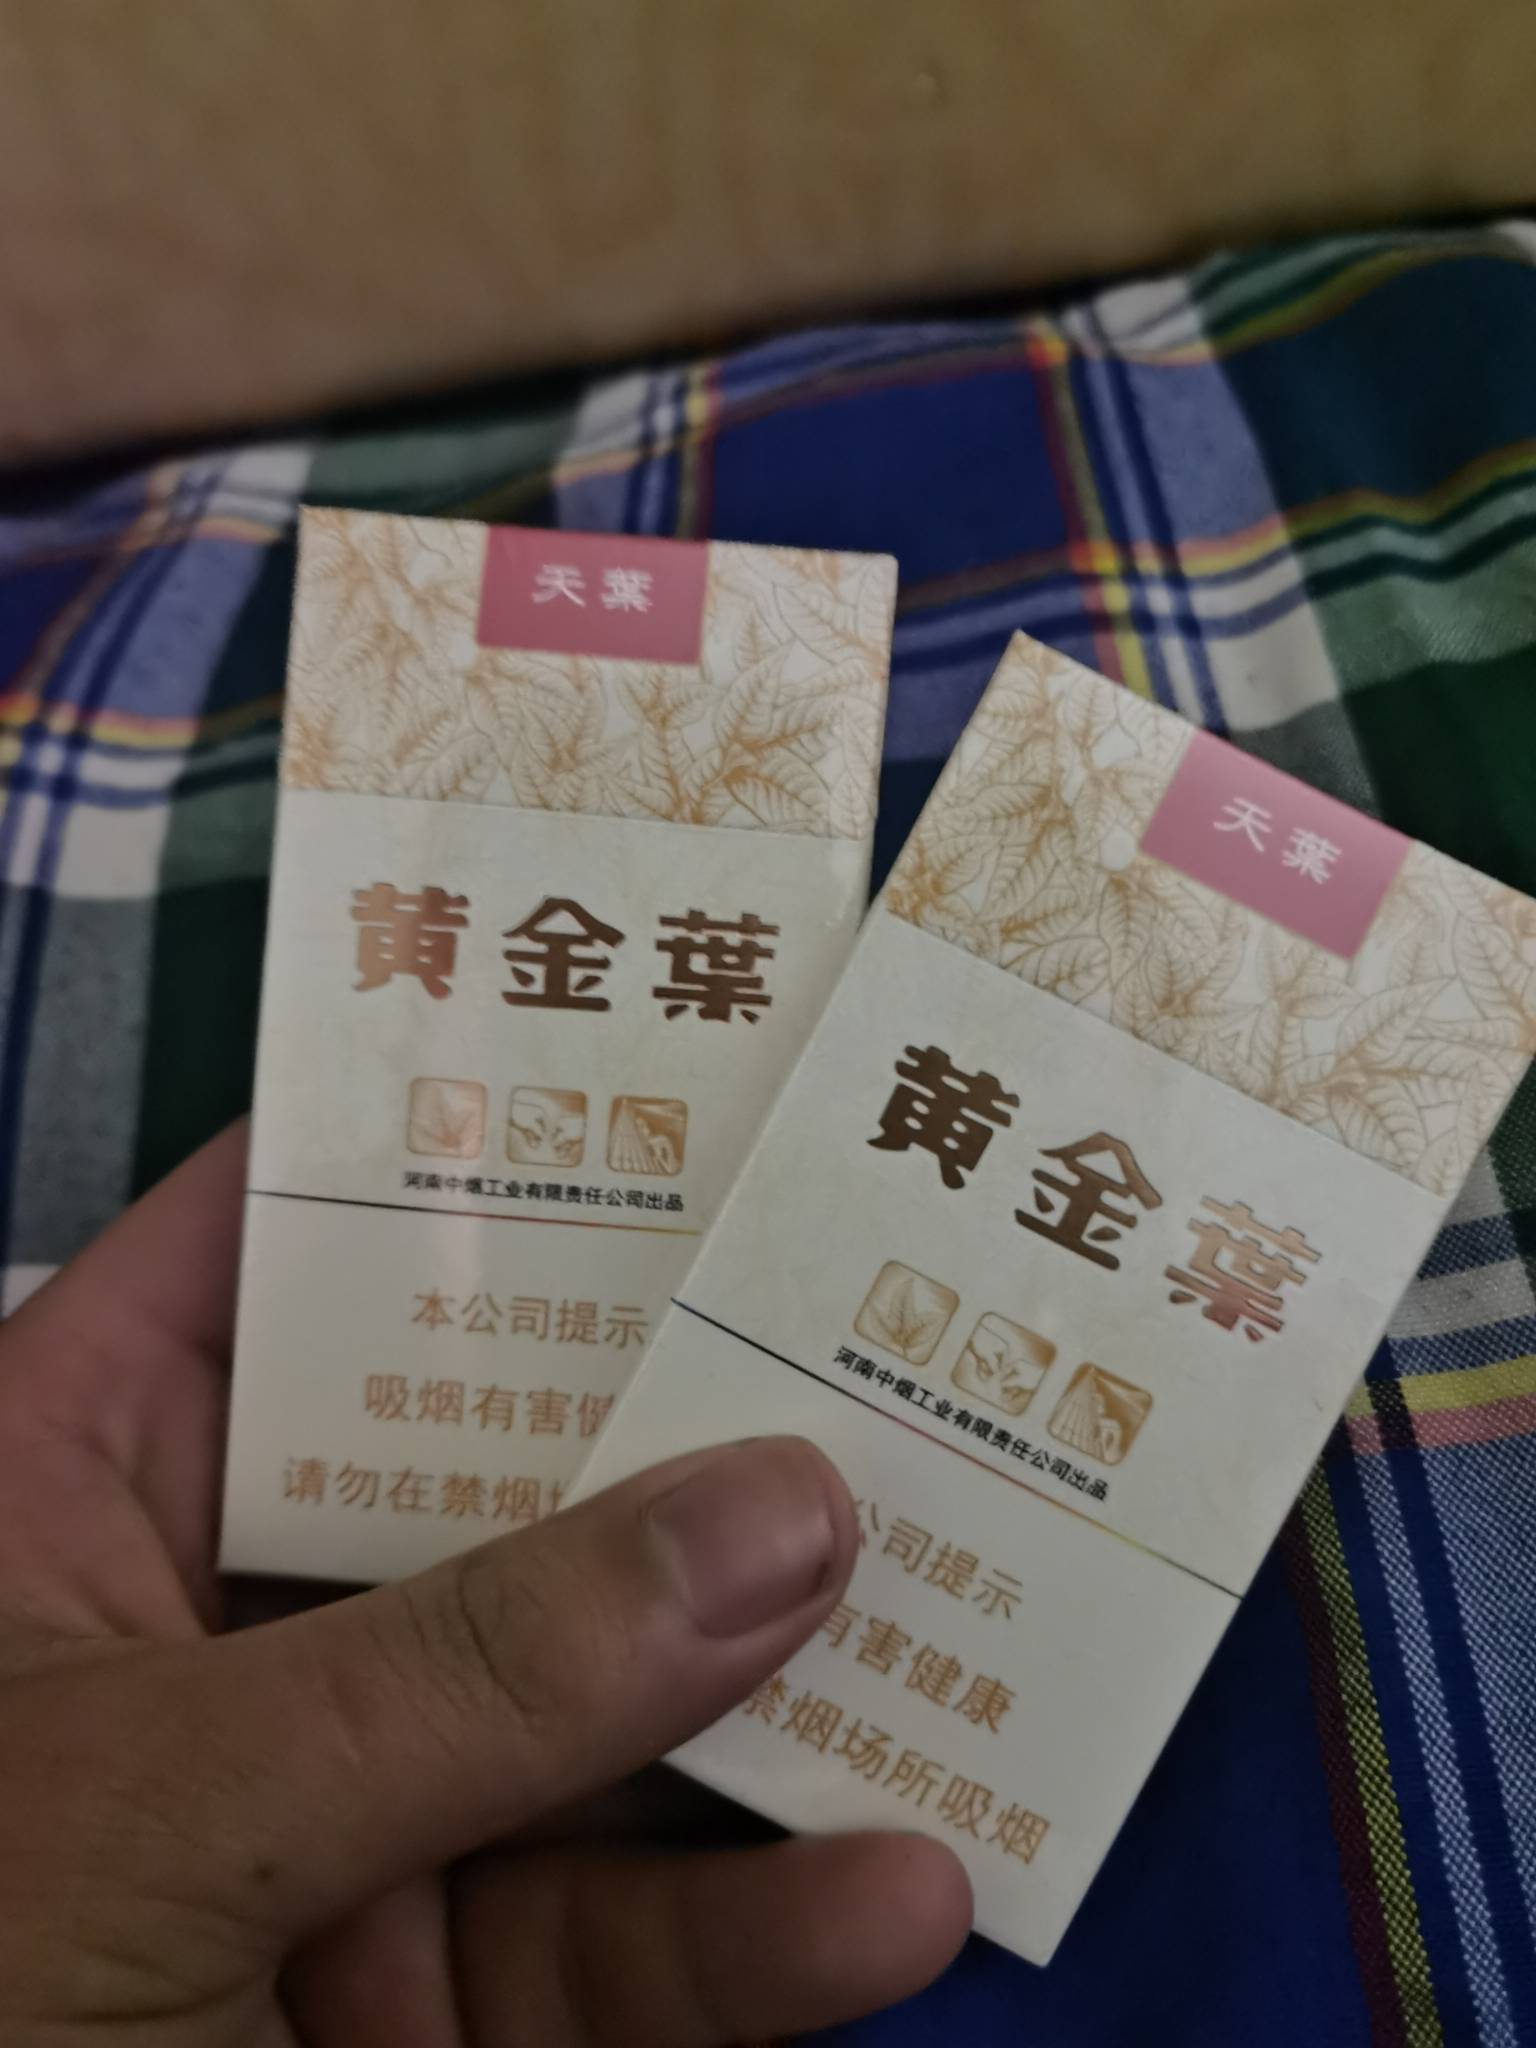 天葉
黄金葉
河南中烟工业有限责任公司出品
本公司提示
吸烟有害健
请勿在禁烟
天葉
黄金葉
河南中烟工业有限责任公司出品
公司提示
有害健康
禁烟场所吸烟